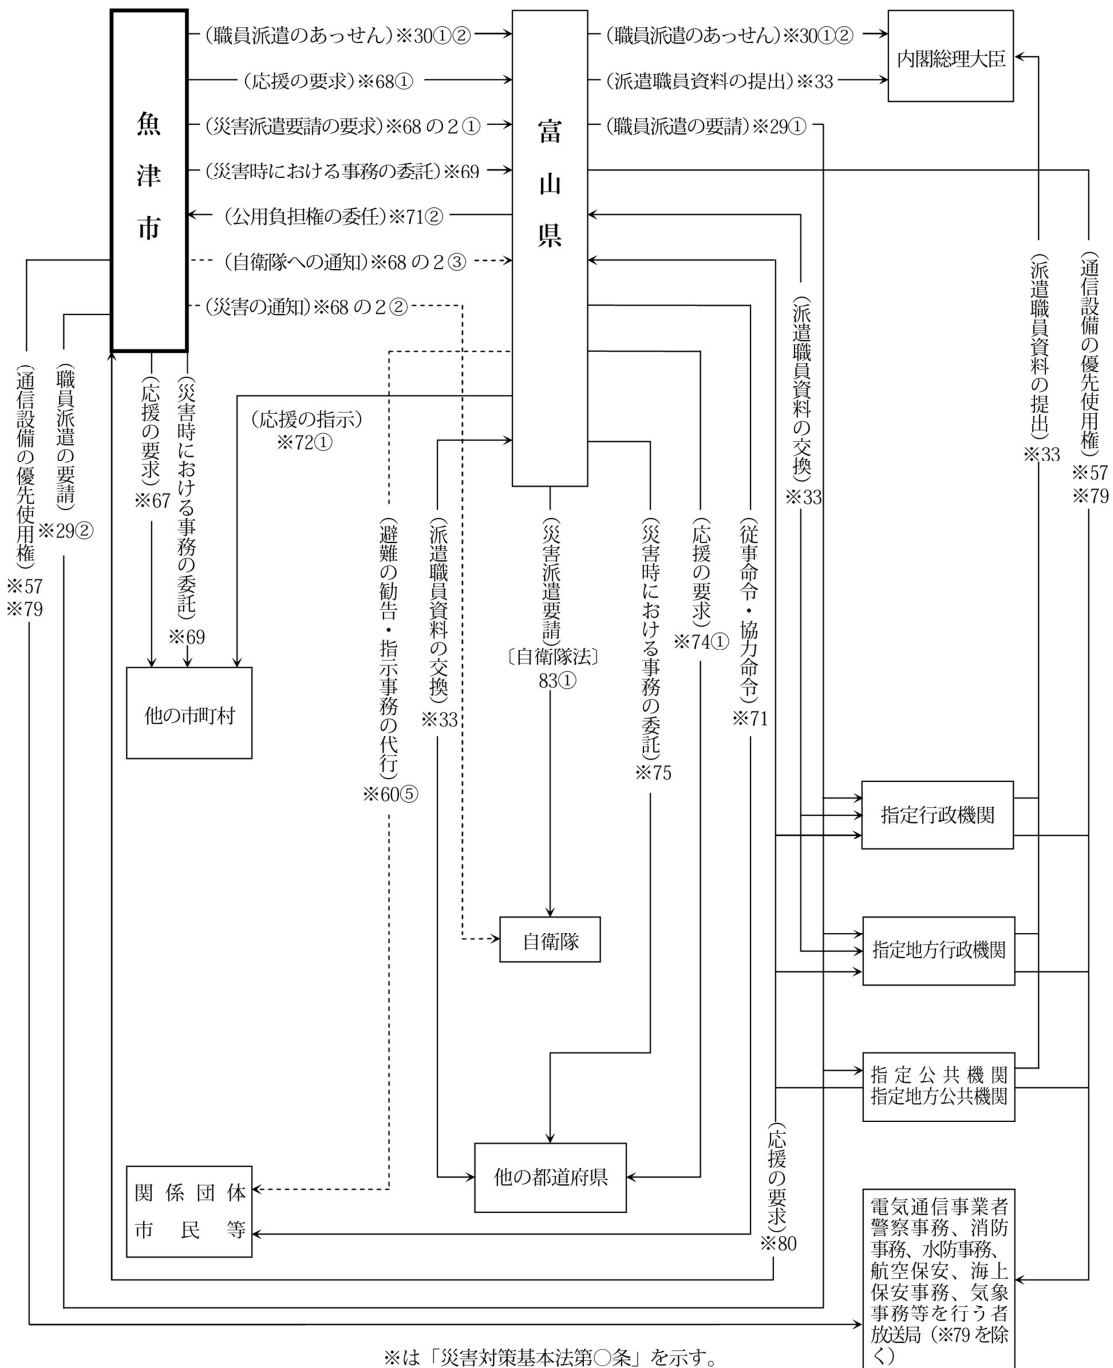 魚津市
富山県
内閣総理大臣
（職員派遣のあっせん）※30①②
（応援の要求）※68①
（災害派遣要請の要求）※68の２①
（災害時における事務の委託）※69
（公用負担権の委任）※71②
（自衛隊への通知）※68の２③
（災害の通知）※68の２②
（職員派遣のあっせん）※30①②
（派遣職員資料の提出）※33
（職員派遣の要請）※29①
（通信設備の優先使用権）
※57
※79
（職員派遣の要請）
※29②
（応援の要求）
※67
（災害時における事務の委託）
※69
（応援の指示）
※72①
（避難の勧告・指示事務の代行）
※60⑤
（派遣職員資料の交換）
※33
（災害派遣要請）
〔自衛隊法〕
83①
（災害時における事務の委託）
※75
（応援の要求）
※74①
（従事命令・協力命令）
※71
（派遣職員資料の交換）
※33
（派遣職員資料の提出）
※33
（通信設備の優先使用権）
※57
※79
他の市町村
指定行政機関
自衛隊
指定地方行政機関
指定公共機関
指定地方公共機関
他の都道府県
（応援の要求）
※80
関係団体
市民等
電気通信事業者
警察事務、消防
事務、水防事務、
航空保安、海上
保安事務、気象
事務等を行う者
放送局（※79を除
く）
※は「災害対策基本法第○条」を示す。